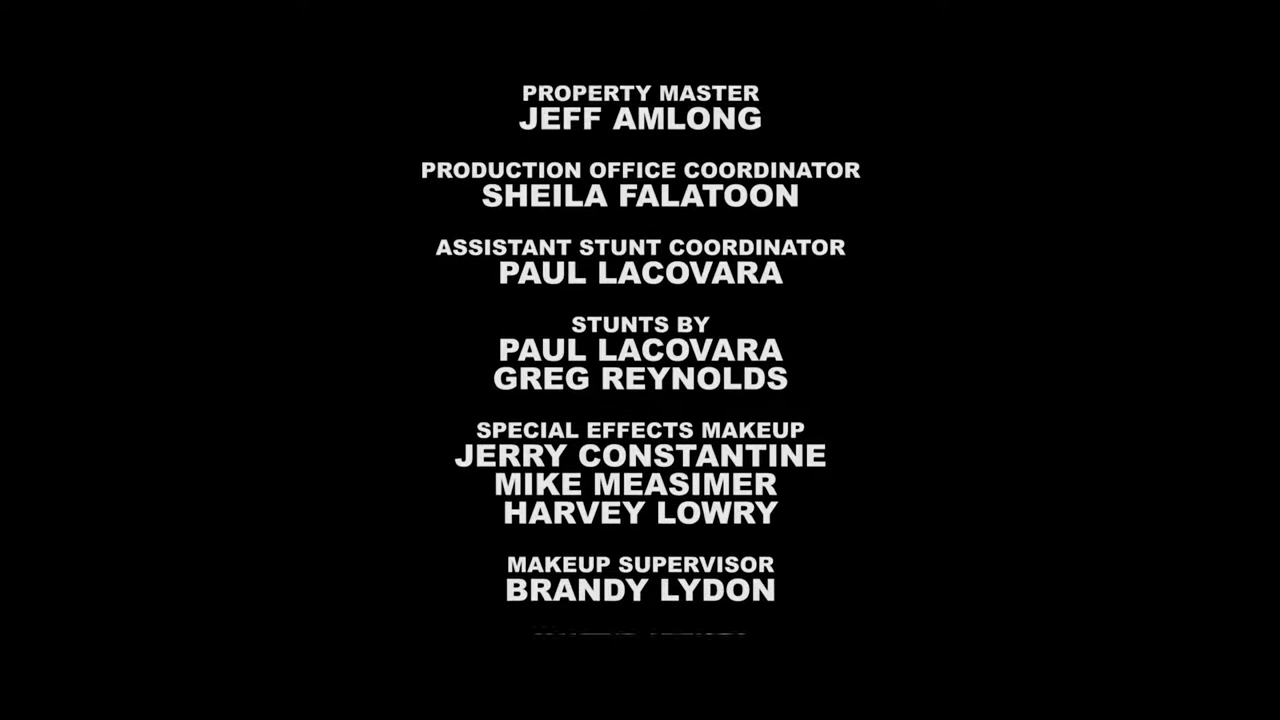 PROPERTY MASTER
JEFF AMLONG
PRODUCTION OFFICE COORDINATOR
SHEILA FALATOON
ASSISTANT STUNT COORDINATOR
PAUL LACOVARA
STUNTS BY
PAUL LACOVARA
GREG REYNOLDS
SPECIAL EFFECTS MAKEUP
JERRY CONSTANTINE
MIKE MEASIMER
HARVEY LOWRY
MAKEUP SUPERVISOR
BRANDY LYDON